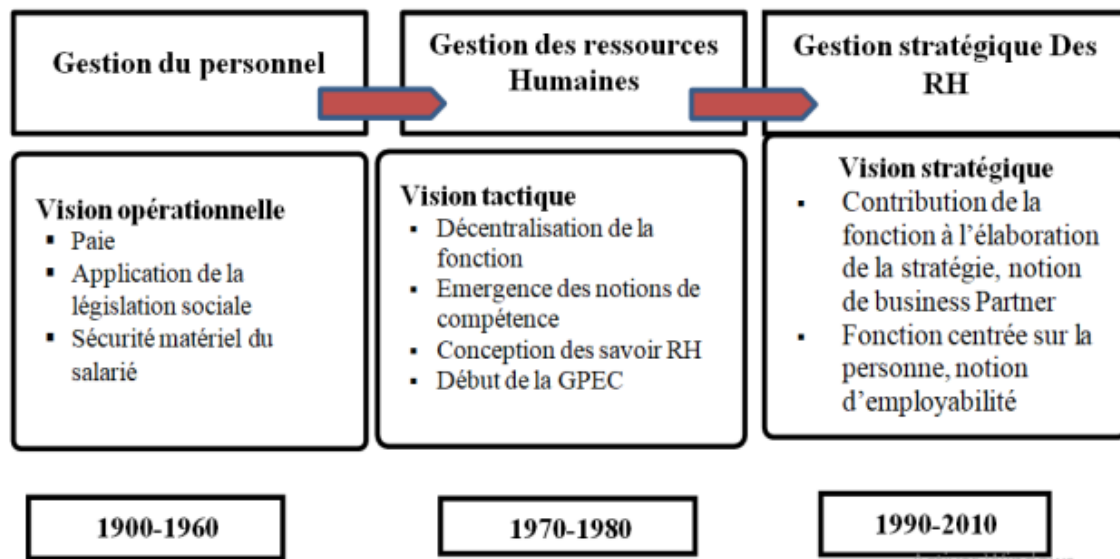 Gestion du personnel
Gestion des ressources
Humaines
Gestion stratégique Des
RH
Vision opérationnelle
▪ Paie
▪ Application de la
législation sociale
▪ Sécurité matériel du
salarié
Vision tactique
▪ Décentralisation de la
fonction
▪ Emergence des notions de
compétence
▪ Conception des savoir RH
▪ Début de la GPEC
Vision stratégique
▪ Contribution de la
fonction à l’élaboration
de la stratégie, notion
de business Partner
▪ Fonction centrée sur la
personne, notion
d’employabilité
1900-1960
1970-1980
1990-2010